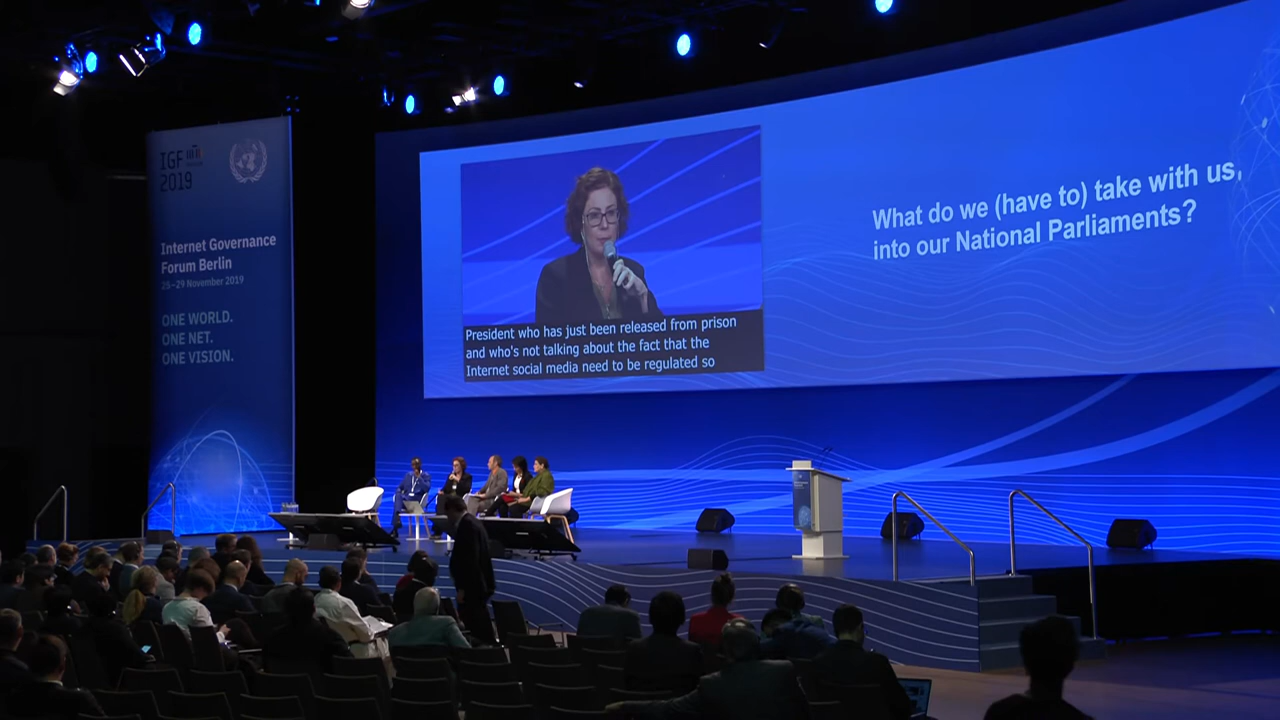 IGF
2019
Internet Governance
Forum Berlin
25–29 November 2019
ONE WORLD.
ONE NET.
ONE VISION.
President who has just been released from prison
and who's not talking about the fact that the
Internet social media need to be regulated so
What do we (have to) take with us,
into our National Parliaments?